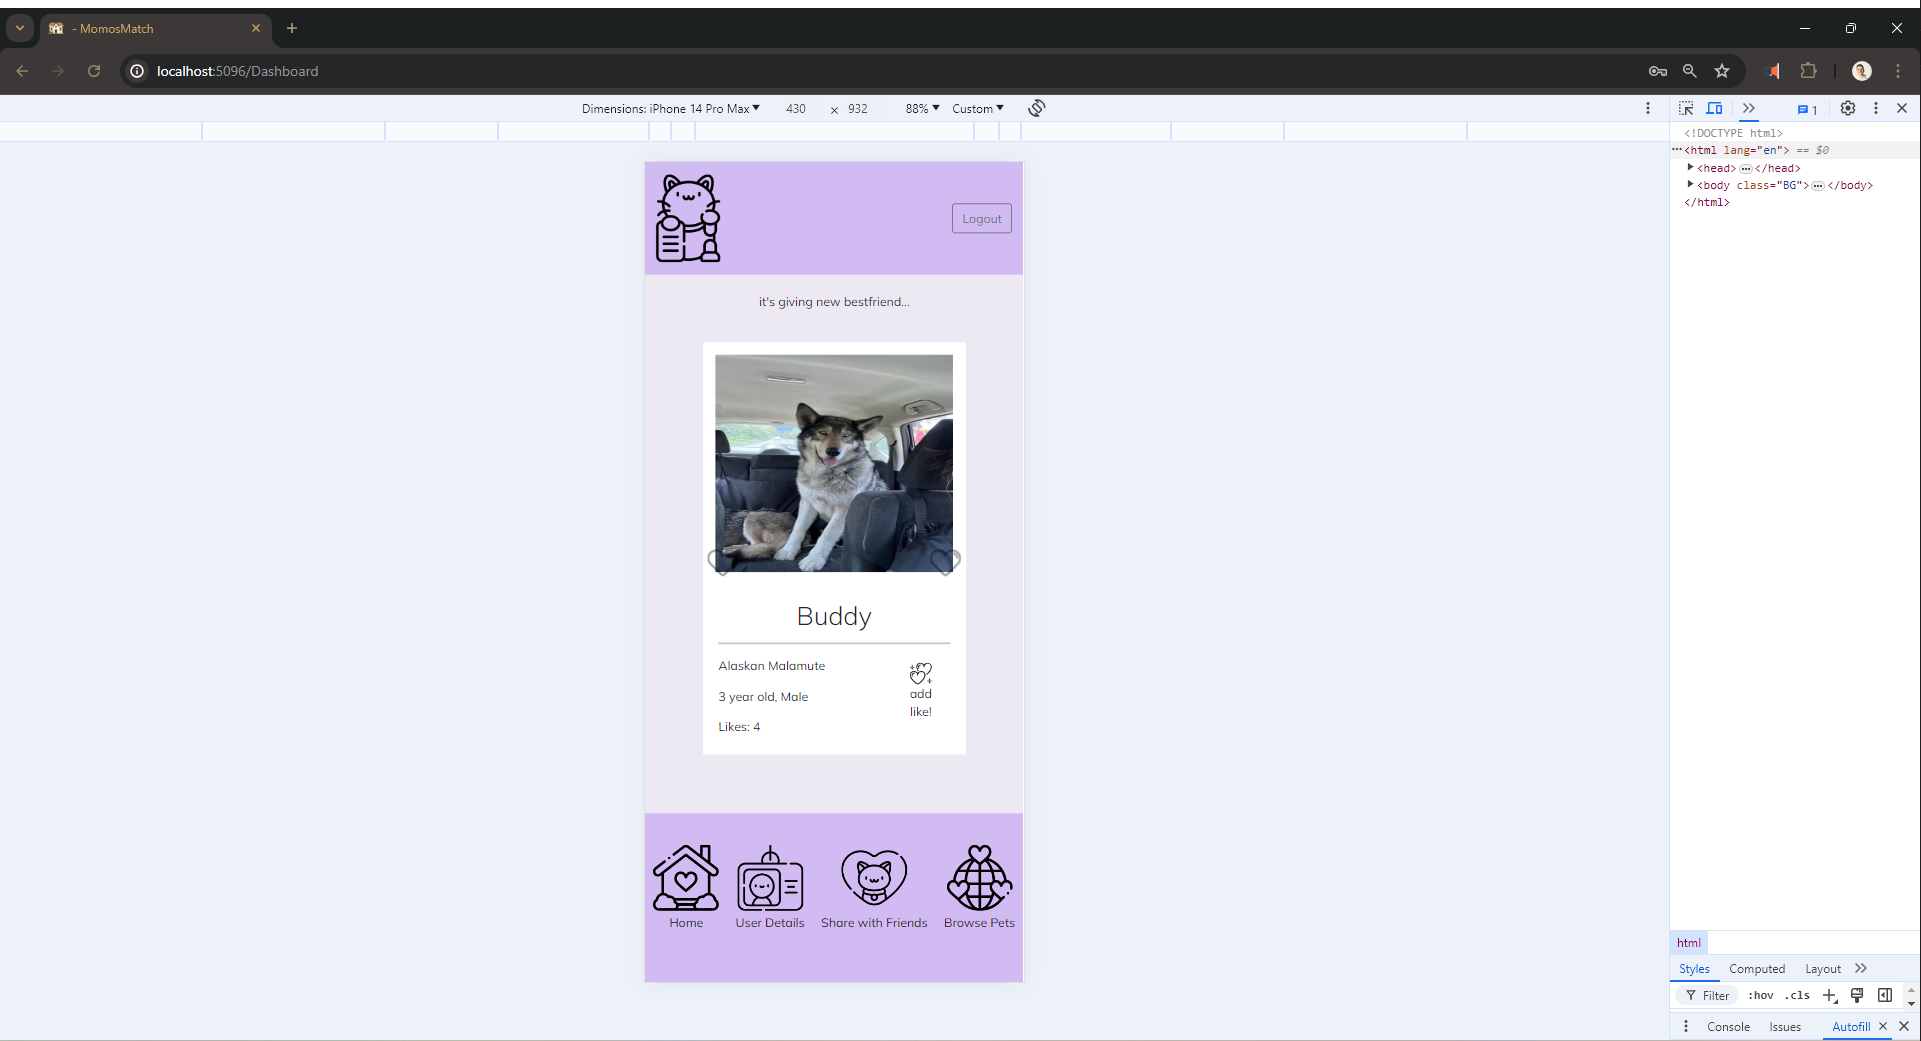 - MomosMatch
localhost:5096/Dashboard
Dimensions: iPhone 14 Pro Max 430 × 932 88% Custom
1
<!DOCTYPE html>
<html lang="en"> == $0
<head> ... </head>
<body class="BG"> ... </body>
</html>
Logout
it's giving new bestfriend...
Buddy
Alaskan Malamute
3 year old, Male
Likes: 4
add
like!
Home User Details Share with Friends Browse Pets
html
Styles Computed Layout
Filter :hov .cls
Console Issues Autofill